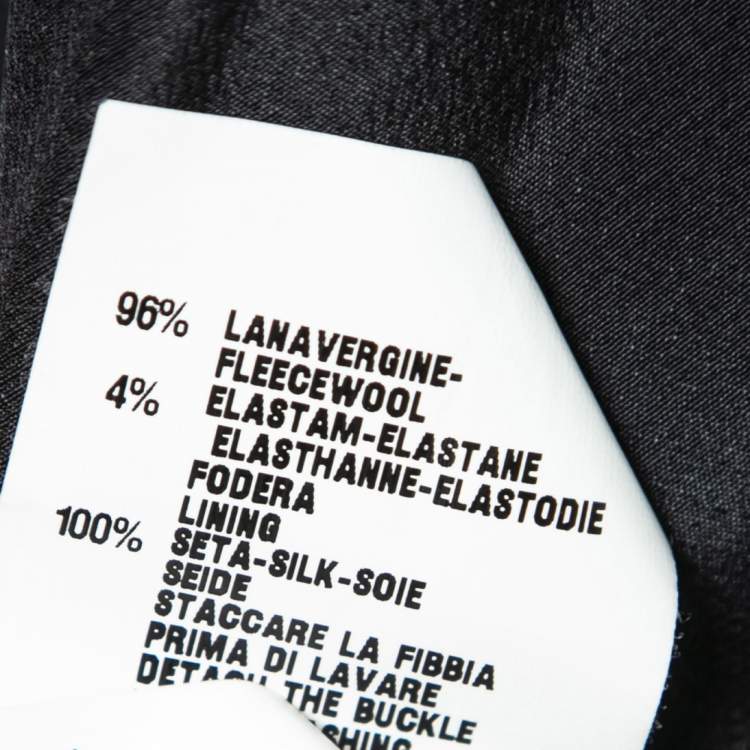 96% LANAVERGINE-
FLEECEWOOL
4% ELASTAM-ELASTANE
ELASTHANNE-ELASTODIE
FODERA
LINING
100% SETA-SILK-SOIE
SEIDE
STACCARE LA FIBBIA
PRIMA DI LAVARE
DETACH THE BUCKLE